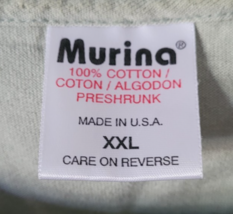 Murina®
100% COTTON /
COTON / ALGODON
PRESHRUNK
MADE IN U.S.A.
XXL
CARE ON REVERSE